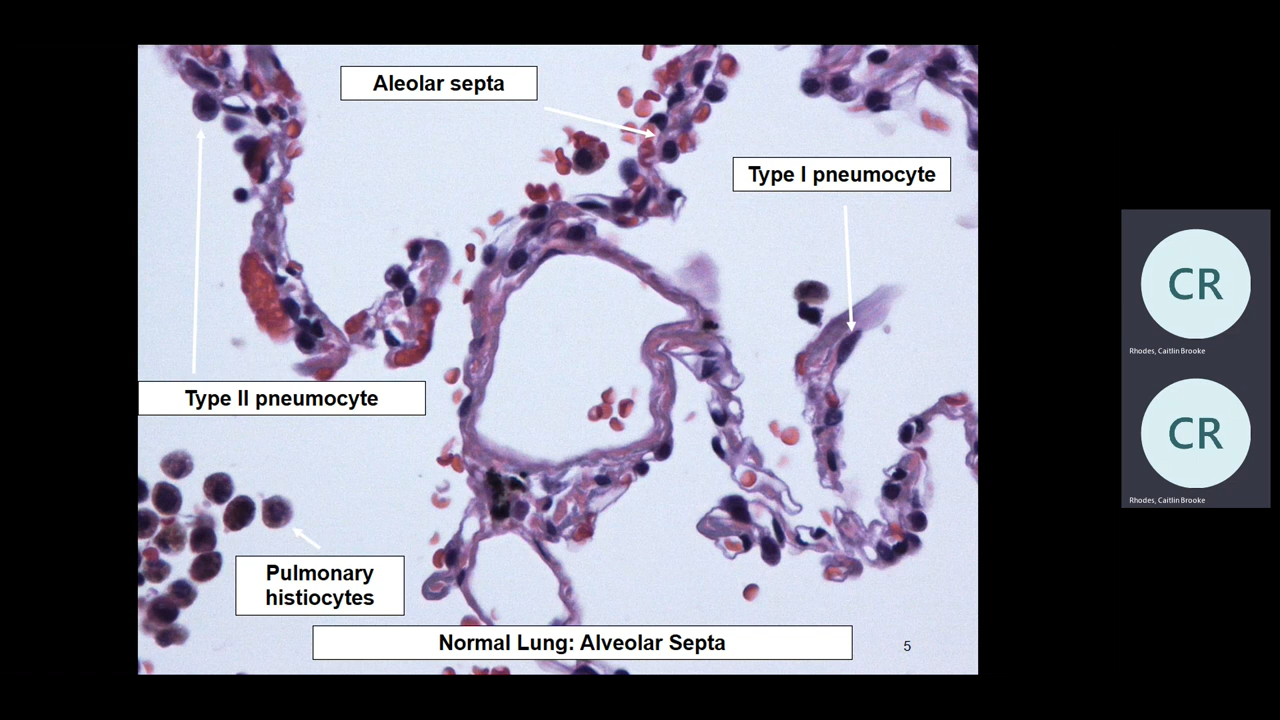 Aleolar septa
Type I pneumocyte
Type II pneumocyte
Pulmonary
histiocytes
Normal Lung: Alveolar Septa
5
CR
Rhodes, Caitlin Brooke
CR
Rhodes, Caitlin Brooke